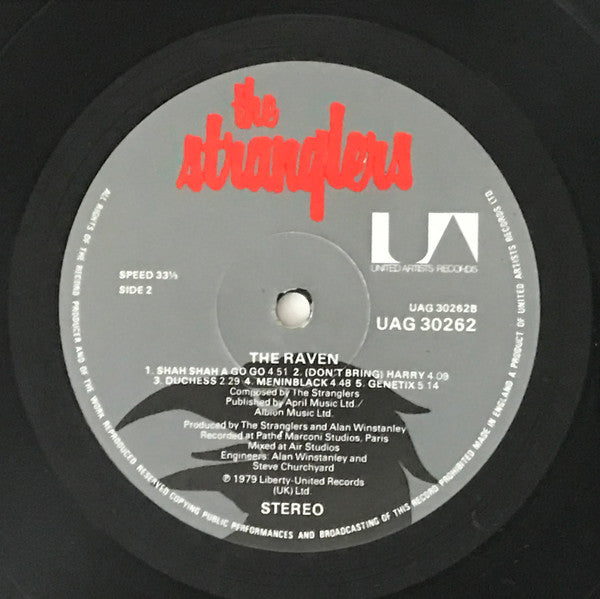 the
stranglers
UA
UNITED ARTISTS RECORDS
SPEED 33⅓
SIDE 2
UAG 30262B
UAG 30262
THE RAVEN
1. SHAH SHAH A GO GO 4.51 2. (DON'T BRING) HARRY 4.09
3. DUCHESS 2.29 4. MENINBLACK 4.48 5. GENETIX 5.14
Composed by The Stranglers
Published by April Music Ltd./
Albion Music Ltd.
Produced by The Stranglers and Alan Winstanley
Recorded at Pathé Marconi Studios, Paris
Mixed at Air Studios
Engineers: Alan Winstanley and
Steve Churchyard
℗ 1979 Liberty-United Records
(UK) Ltd.
STEREO
ALL RIGHTS OF THE RECORD PRODUCER AND OF THE WORK REPRODUCED RESERVED COPYING PUBLIC PERFORMANCES AND BROADCASTING OF THIS RECORD PROHIBITED MADE IN ENGLAND A PRODUCT OF UNITED ARTISTS RECORDS LTD